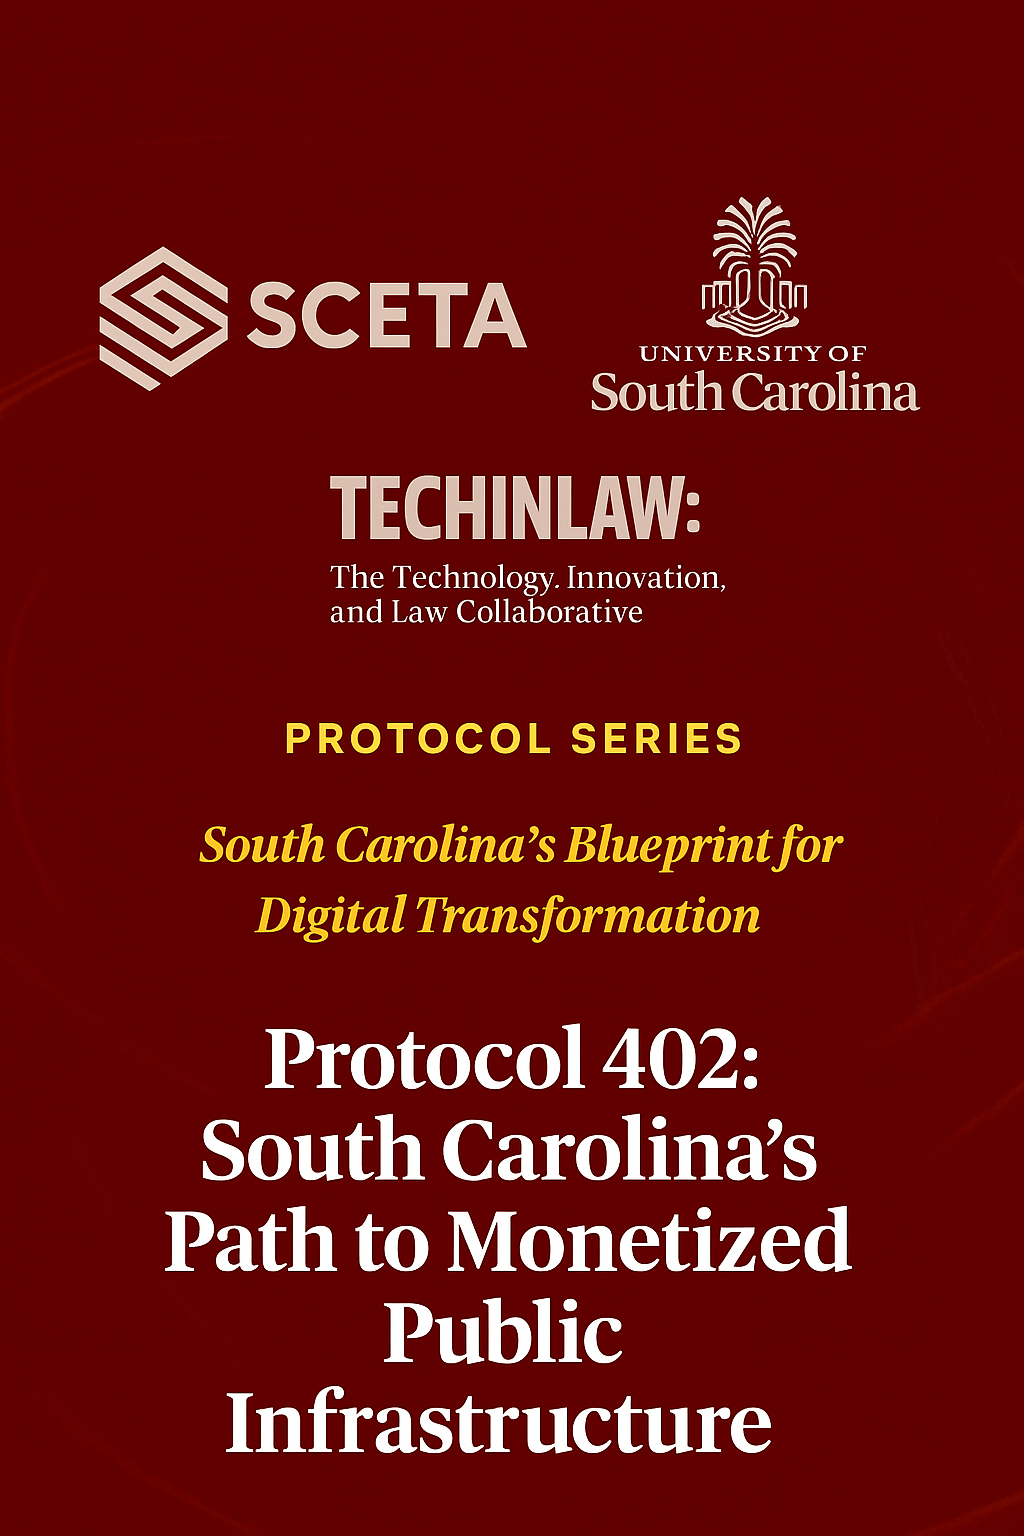 SCETA
UNIVERSITY OF
South Carolina
TECHINLAW:
The Technology. Innovation,
and Law Collaborative
PROTOCOL SERIES
South Carolina’s Blueprint for
Digital Transformation
Protocol 402:
South Carolina’s
Path to Monetized
Public
Infrastructure